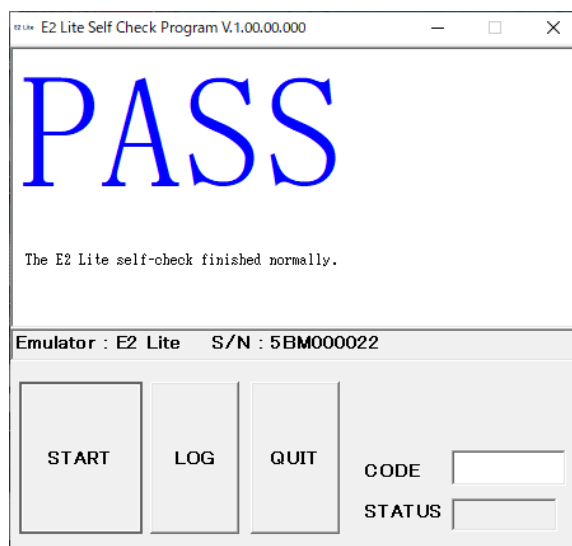 E2 Lite E2 Lite Self Check Program V.1.00.00.000
PASS
The E2 Lite self-check finished normally.
Emulator : E2 Lite S/N : 5BM000022
START
LOG
QUIT
CODE
STATUS